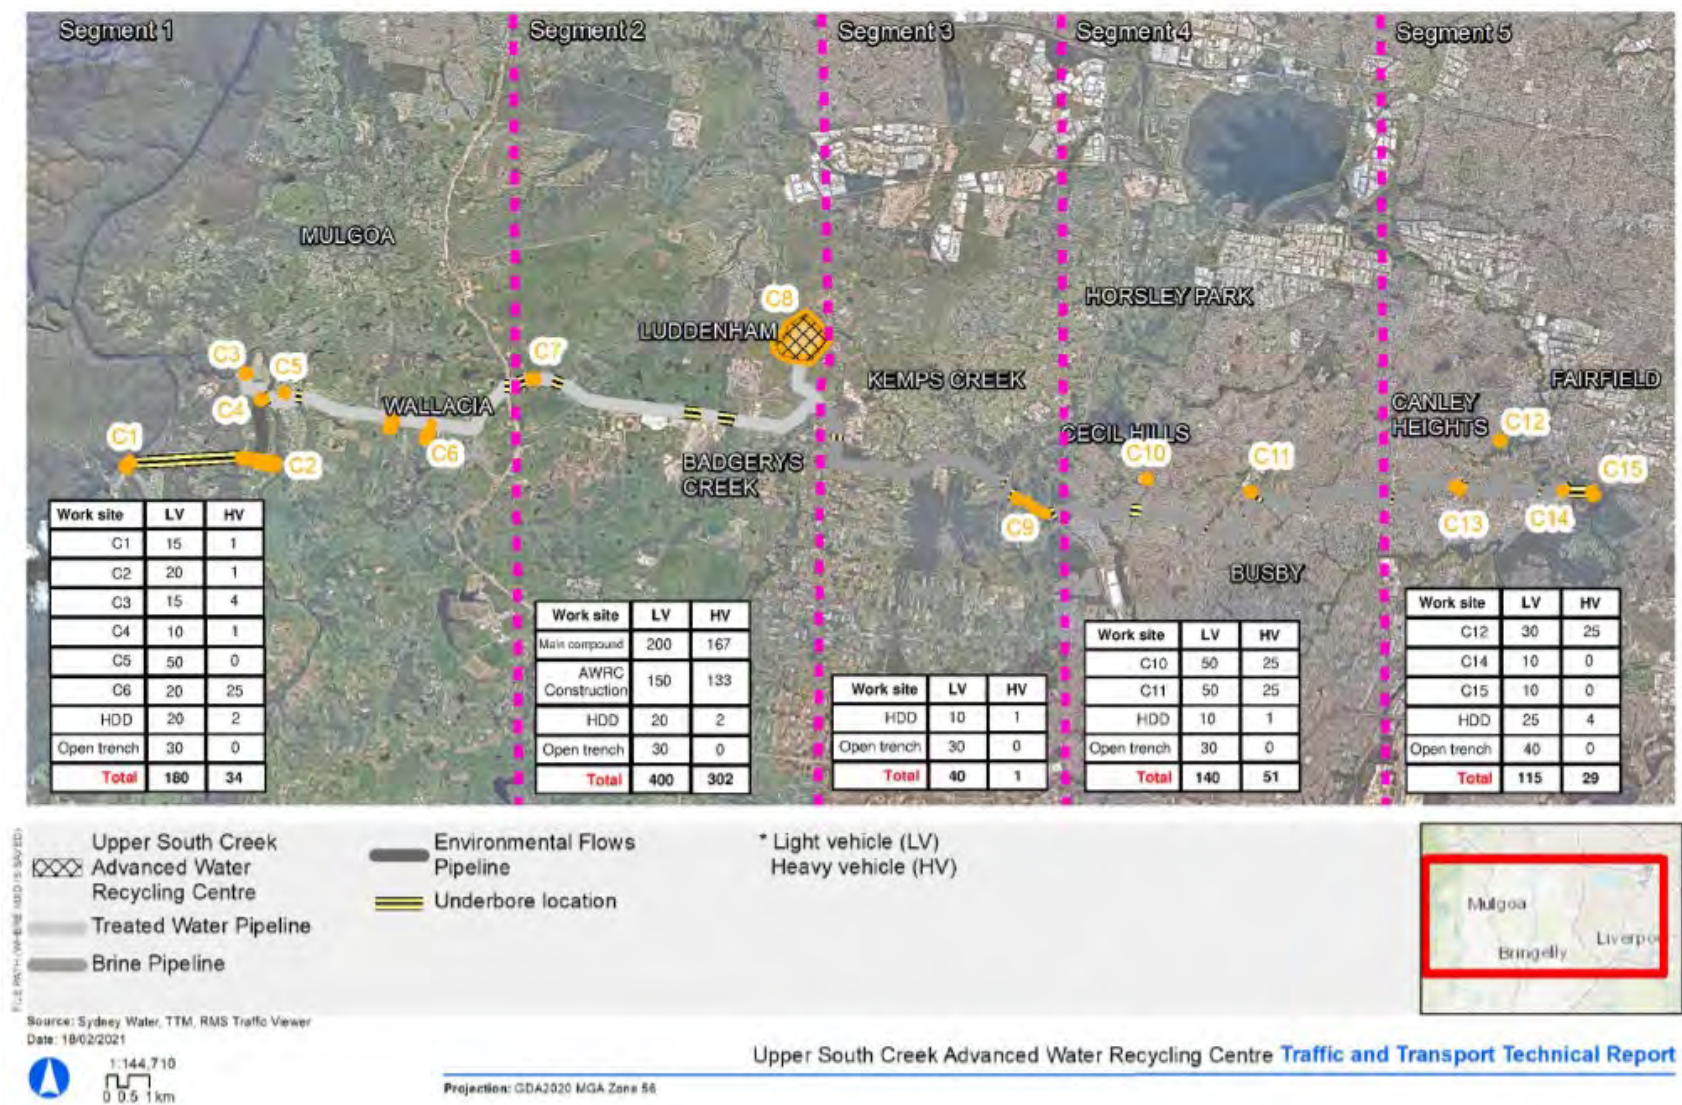 Segment 1
Segment 2
Segment 3
Segment 4
Segment 5
MULGOA
C8
HORSLEY PARK
LUDDENHAM
C3
C5
C7
KEMPS CREEK
FAIRFIELD
C4
WALLACIA
CANLEY
HEIGHTS
C12
C1
C2
C6
BADGERYS
CREEK
CECIL HILLS
C10
C11
C15
C9
C13
C14
BUSBY
Work site LV HV
C1 15 1
C2 20 1
C3 15 4
C4 10 1
C5 50 0
C6 20 25
HDD 20 2
Open trench 30 0
Total 180 34
Work site LV HV
Main compound 200 167
AWRC
Construction 150 133
HDD 20 2
Open trench 30 0
Total 400 302
Work site LV HV
HDD 10 1
Open trench 30 0
Total 40 1
Work site LV HV
C10 50 25
C11 50 25
HDD 10 1
Open trench 30 0
Total 140 51
Work site LV HV
C12 30 25
C14 10 0
C15 10 0
HDD 25 4
Open trench 40 0
Total 115 29
Upper South Creek
Advanced Water
Recycling Centre
Treated Water Pipeline
Brine Pipeline
Environmental Flows
Pipeline
Underbore location
* Light vehicle (LV)
Heavy vehicle (HV)
Mulgoa
Bringelly
Liverpo
FILE PATH (WHERE MXD IS SAVED)
Source: Sydney Water, TTM, RMS Traffic Viewer
Date: 18/02/2021
1:144,710
0 0.5 1 km
Upper South Creek Advanced Water Recycling Centre Traffic and Transport Technical Report
Projection: GDA2020 MGA Zone 56